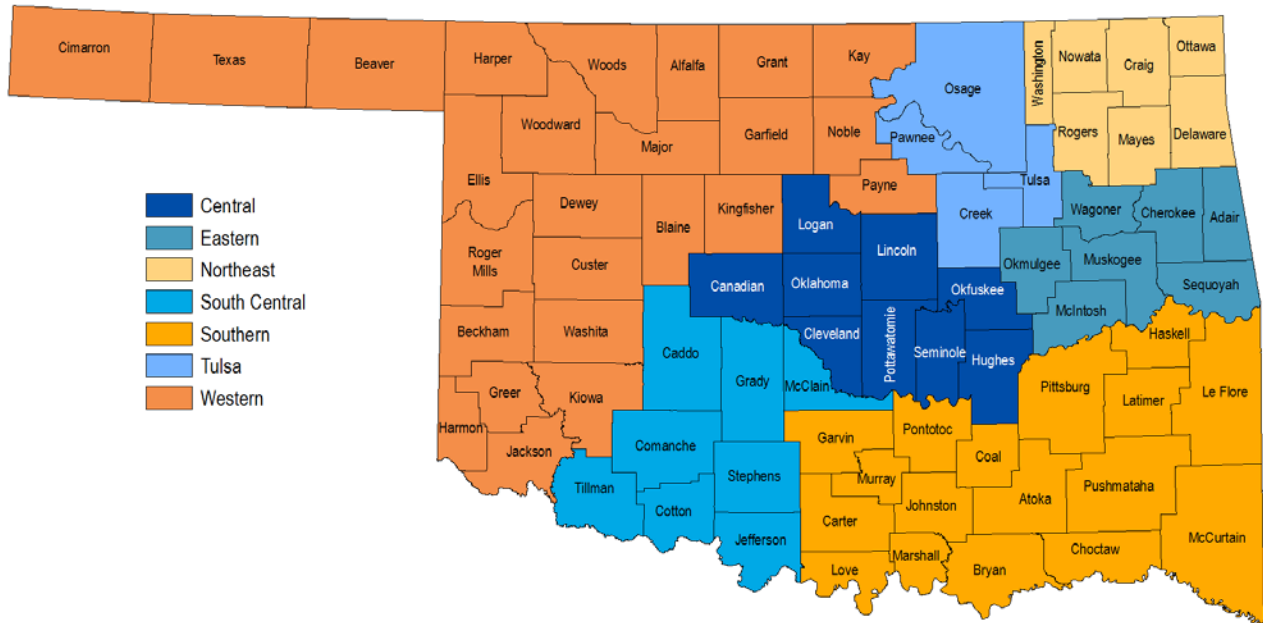 Cimarron
Texas
Beaver
Harper
Woods
Alfalfa
Grant
Kay
Osage
Washington
Nowata
Craig
Ottawa
Woodward
Major
Garfield
Noble
Pawnee
Rogers
Mayes
Delaware
Ellis
Dewey
Blaine
Kingfisher
Logan
Payne
Lincoln
Creek
Tulsa
Wagoner
Cherokee
Adair
Roger
Mills
Custer
Canadian
Oklahoma
Okfuskee
Okmulgee
Muskogee
Sequoyah
McIntosh
Beckham
Washita
Caddo
Grady
Cleveland
McClain
Pottawatomie
Seminole
Hughes
Pittsburg
Haskell
Latimer
Le Flore
Greer
Harmon
Kiowa
Jackson
Comanche
Tillman
Cotton
Stephens
Jefferson
Garvin
Murray
Pontotoc
Coal
Carter
Johnston
Atoka
Pushmataha
Love
Marshall
Bryan
Choctaw
McCurtain
Central
Eastern
Northeast
South Central
Southern
Tulsa
Western